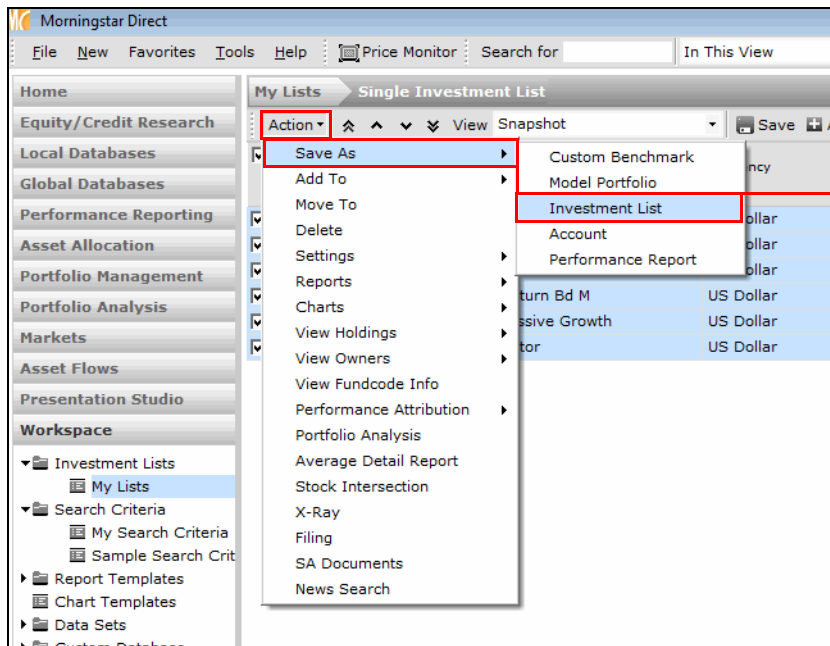 Morningstar Direct
File New Favorites Tools Help Price Monitor Search for In This View
Home
Equity/Credit Research
Local Databases
Global Databases
Performance Reporting
Asset Allocation
Portfolio Management
Portfolio Analysis
Markets
Asset Flows
Presentation Studio
Workspace
Investment Lists
My Lists
Search Criteria
My Search Criteria
Sample Search Crit
Report Templates
Chart Templates
Data Sets
Custom Database
My Lists Single Investment List
Action View Snapshot Save A
Save As
Add To
Move To
Delete
Settings
Reports
Charts
View Holdings
View Owners
View Fundcode Info
Performance Attribution
Portfolio Analysis
Average Detail Report
Stock Intersection
X-Ray
Filing
SA Documents
News Search
Custom Benchmark
Model Portfolio
Investment List
Account
Performance Report
ncy
ollar
ollar
ollar
turn Bd M US Dollar
ssive Growth US Dollar
tor US Dollar